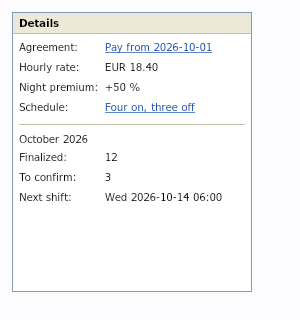 Details
Agreement: Pay from 2026-10-01
Hourly rate: EUR 18.40
Night premium: +50 %
Schedule: Four on, three off
October 2026
Finalized: 12
To confirm: 3
Next shift: Wed 2026-10-14 06:00